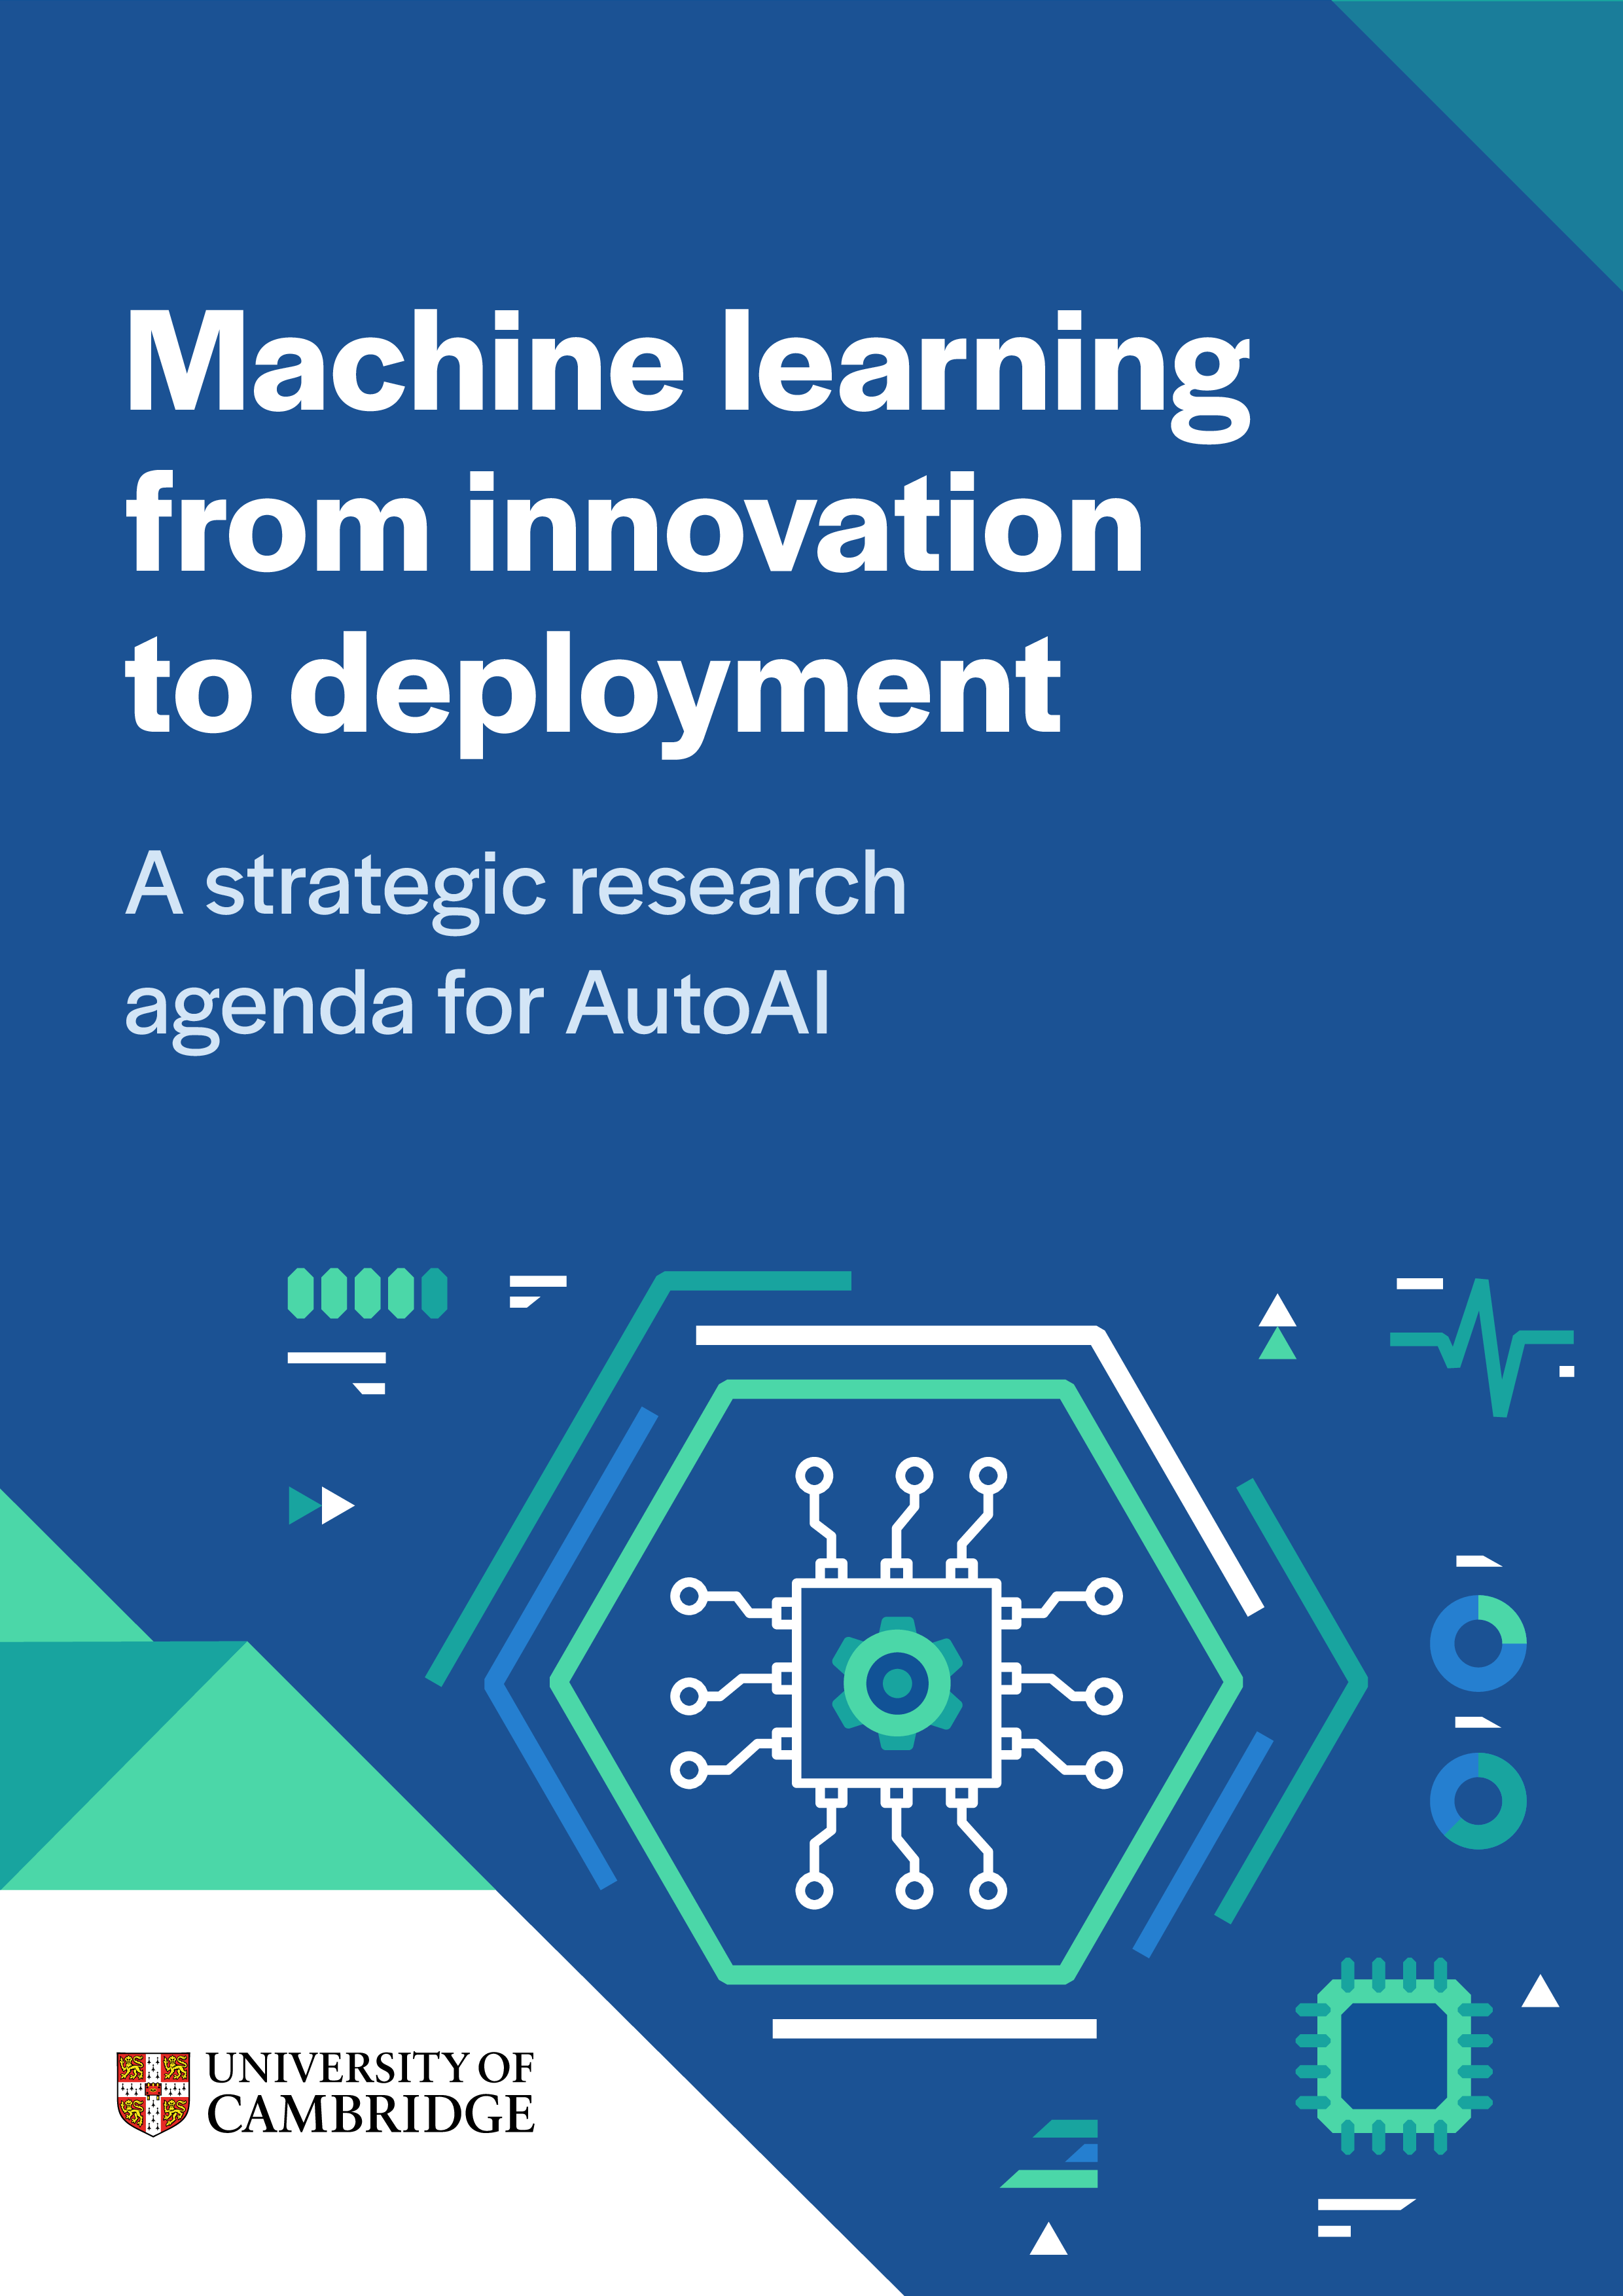 Machine learning
from innovation
to deployment
A strategic research
agenda for AutoAI
UNIVERSITY OF
CAMBRIDGE